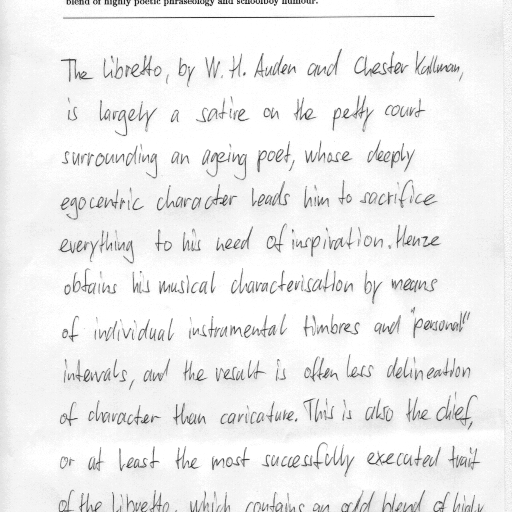 blend of highly poetic phraseology and schoolboy humour.
The libretto, by W. H. Auden and Chester Kallman,
is largely a satire on the petty court
surrounding an ageing poet, whose deeply
egocentric character leads him to sacrifice
everything to his need of inspiration. Henze
obtains his musical characterisation by means
of individual instrumental timbres and "personal"
intervals, and the result is often less delineation
of character than caricature. This is also the chief,
or at least the most successfully executed trait
of the libretto, which contains an odd blend of highly